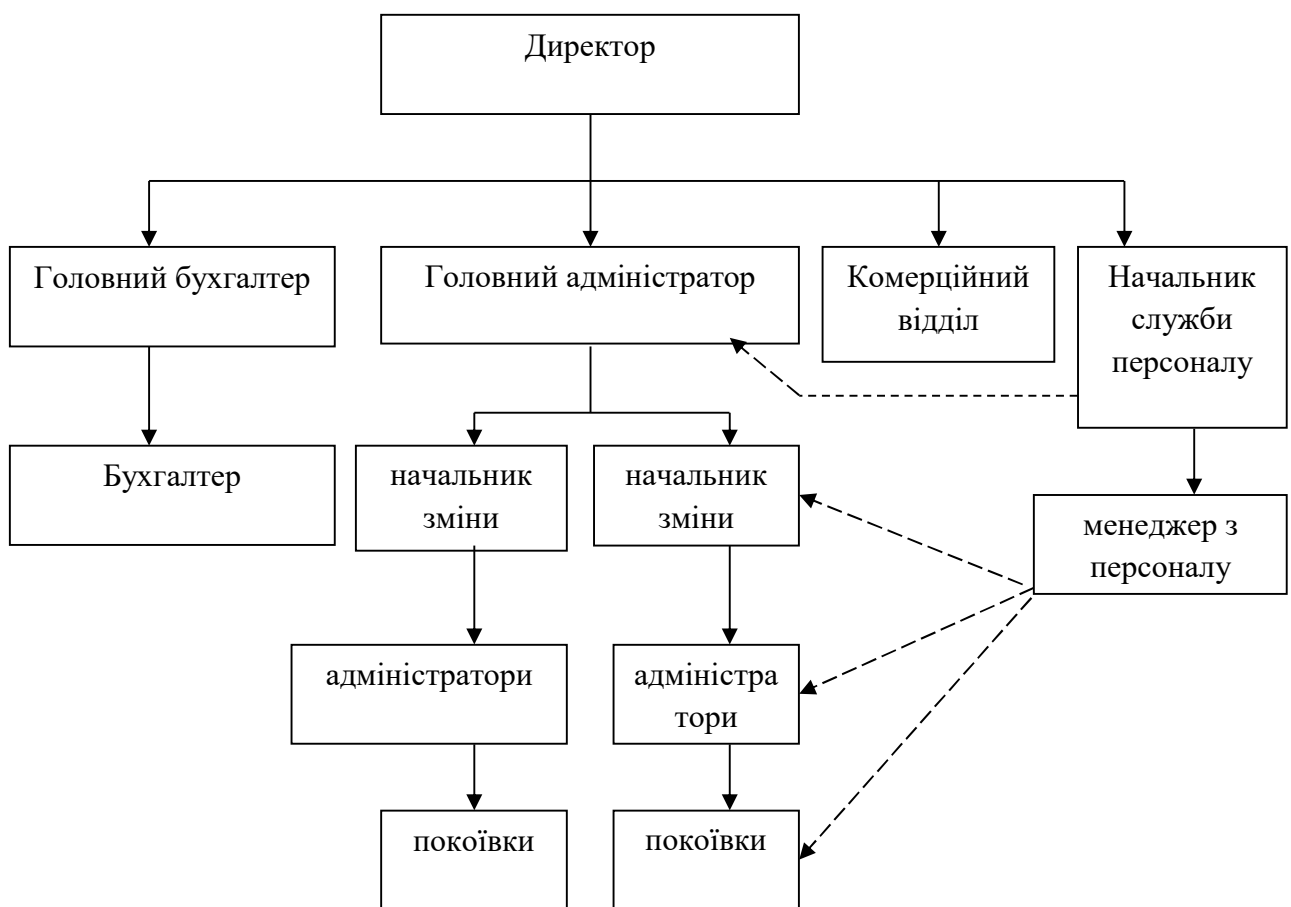 Директор
Головний бухгалтер
Головний адміністратор
Комерційний
відділ
Начальник
служби
персоналу
Бухгалтер
начальник
зміни
начальник
зміни
менеджер з
персоналу
адміністратори
адміністра
тори
покоївки
покоївки